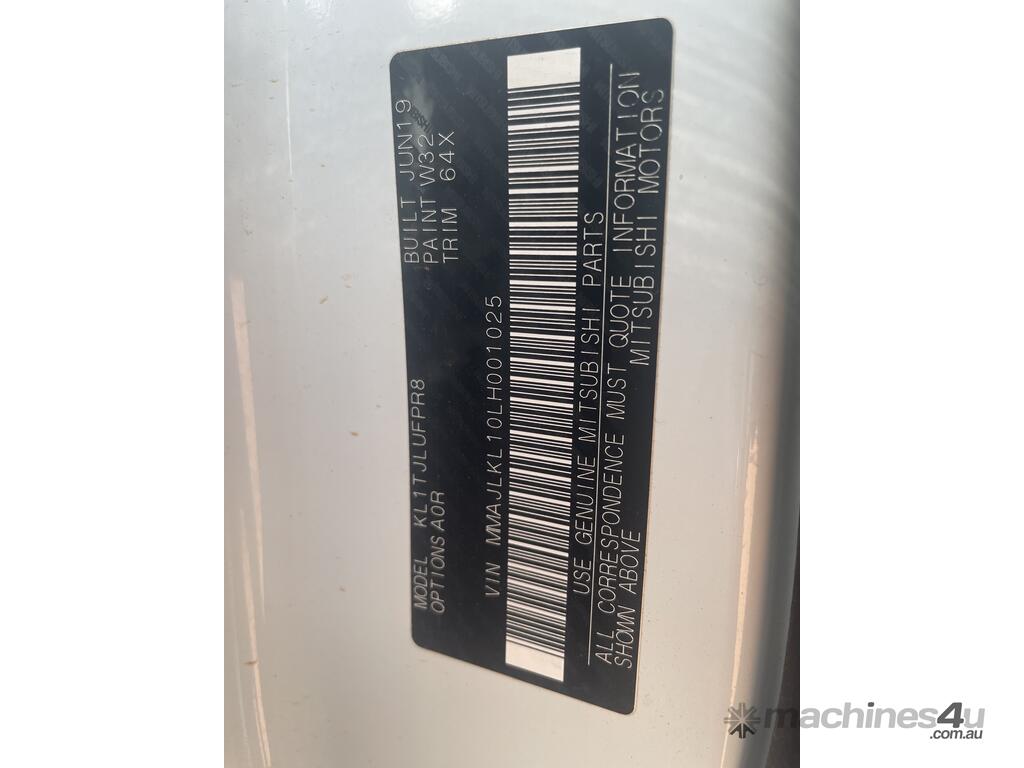 MODEL KL1TJLUFPR8
OPTIONS A0R
BUILT JUN19
PAINT W32
TRIM 64X
VIN MMAJLKL10LH001025
USE GENUINE MITSUBISHI PARTS
ALL CORRESPONDENCE MUST QUOTE INFORMATION
SHOWN ABOVE
MITSUBISHI MOTORS
machines4u
.com.au